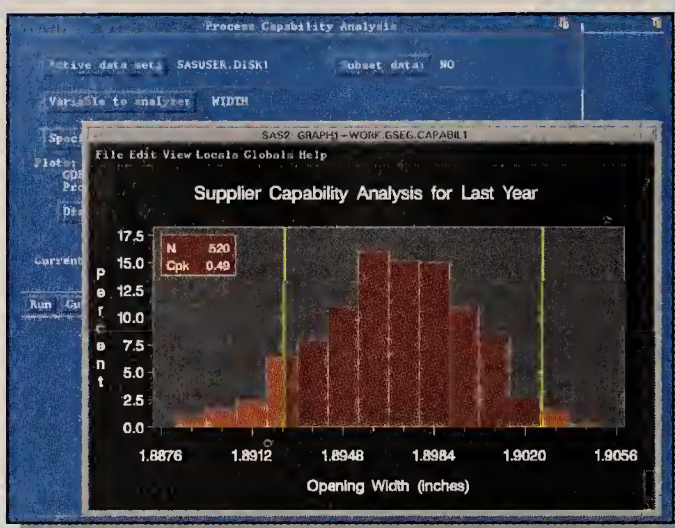 Process Capability Analysis
Active data set: SASUSER.DISK1 Subset data: NO
Variable to analyze: WIDTH
SAS2: GRAPH1-WORK.GSEG.CAPABIL1
File Edit View Locals Globals Help
Supplier Capability Analysis for Last Year
N 520
Cpk 0.49
Percent
17.5
15.0
12.5
10.0
7.5
5.0
2.5
0.0
1.8876 1.8912 1.8948 1.8984 1.9020 1.9056
Opening Width (inches)
Current
Run